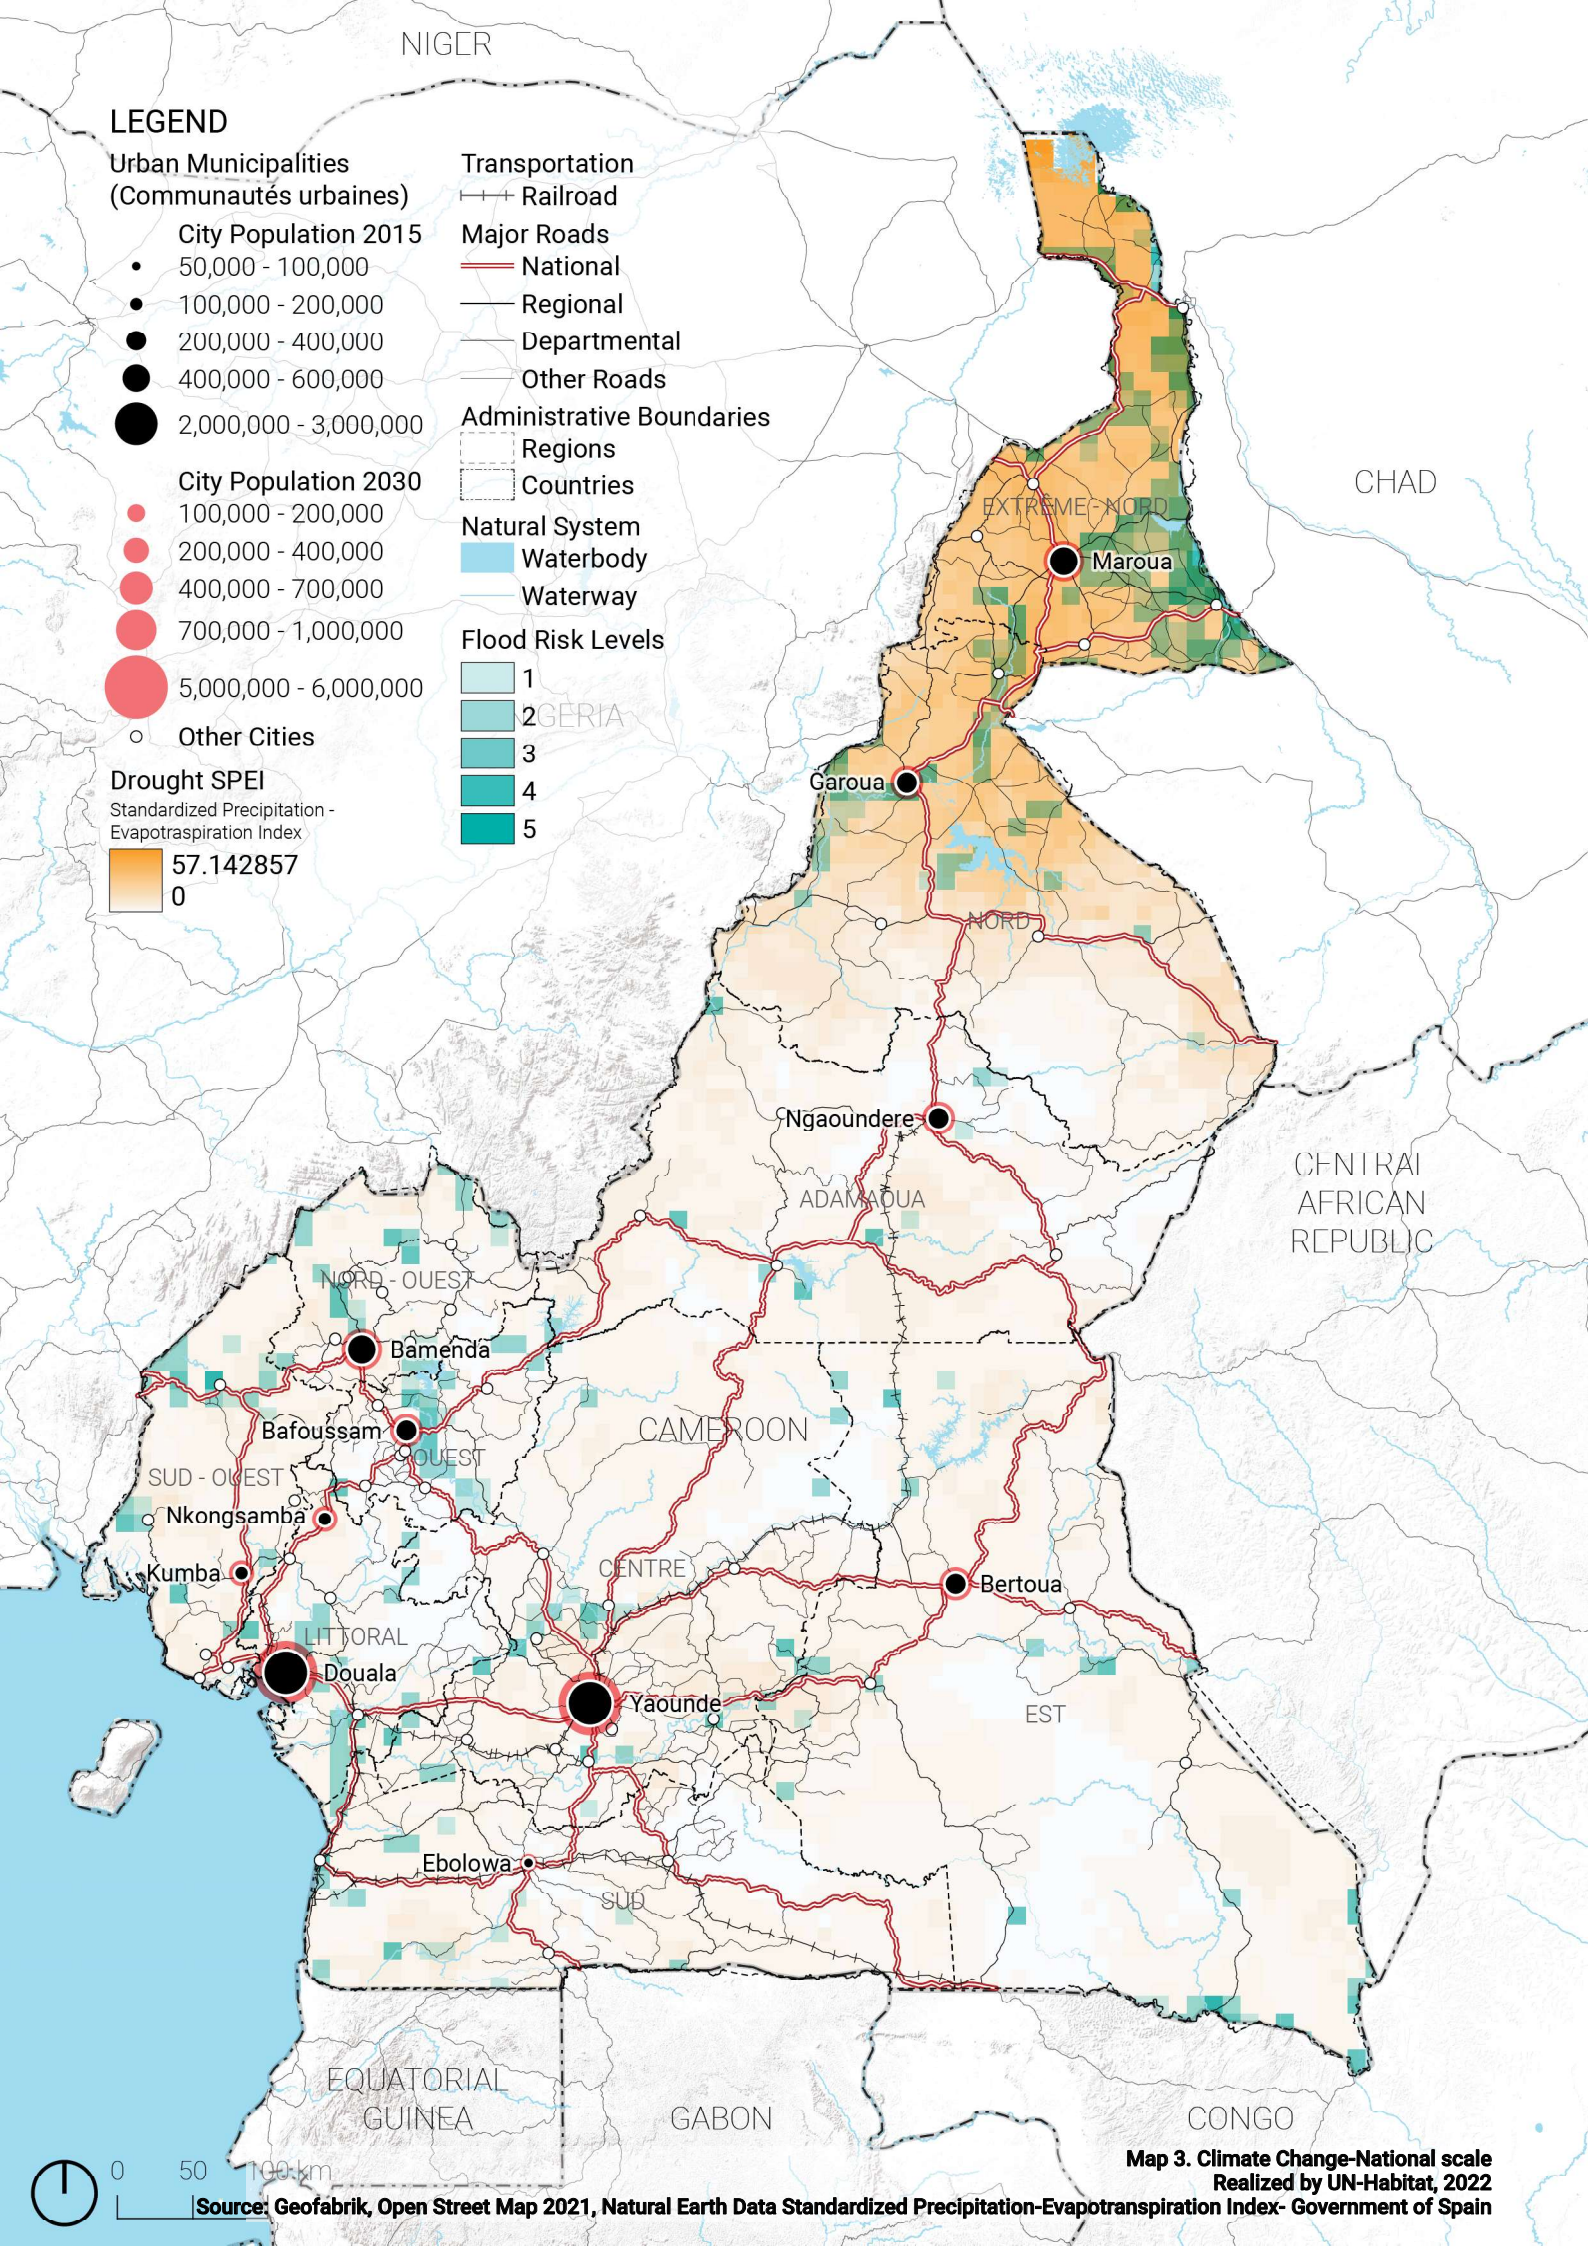 NIGER
LEGEND
Urban Municipalities
(Communautés urbaines)
City Population 2015
50,000 - 100,000
100,000 - 200,000
200,000 - 400,000
400,000 - 600,000
2,000,000 - 3,000,000
City Population 2030
100,000 - 200,000
200,000 - 400,000
400,000 - 700,000
700,000 - 1,000,000
5,000,000 - 6,000,000
Other Cities
Drought SPEI
Standardized Precipitation -
Evapotraspiration Index
57.142857
0
Transportation
Railroad
Major Roads
National
Regional
Departmental
Other Roads
Administrative Boundaries
Regions
Countries
Natural System
Waterbody
Waterway
Flood Risk Levels
1
2
3
4
5
NIGERIA
CHAD
EXTRÊME - NORD
Maroua
Garoua
NORD
Ngaoundere
ADAMAOUA
CENTRAL
AFRICAN
REPUBLIC
NORD - OUEST
Bamenda
Bafoussam
OUEST
CAMEROON
SUD - OUEST
Nkongsamba
Kumba
CENTRE
Bertoua
LITTORAL
Douala
Yaounde
EST
Ebolowa
SUD
EQUATORIAL
GUINEA
GABON
CONGO
0 50 100 km
Map 3. Climate Change-National scale
Realized by UN-Habitat, 2022
Source: Geofabrik, Open Street Map 2021, Natural Earth Data Standardized Precipitation-Evapotranspiration Index- Government of Spain